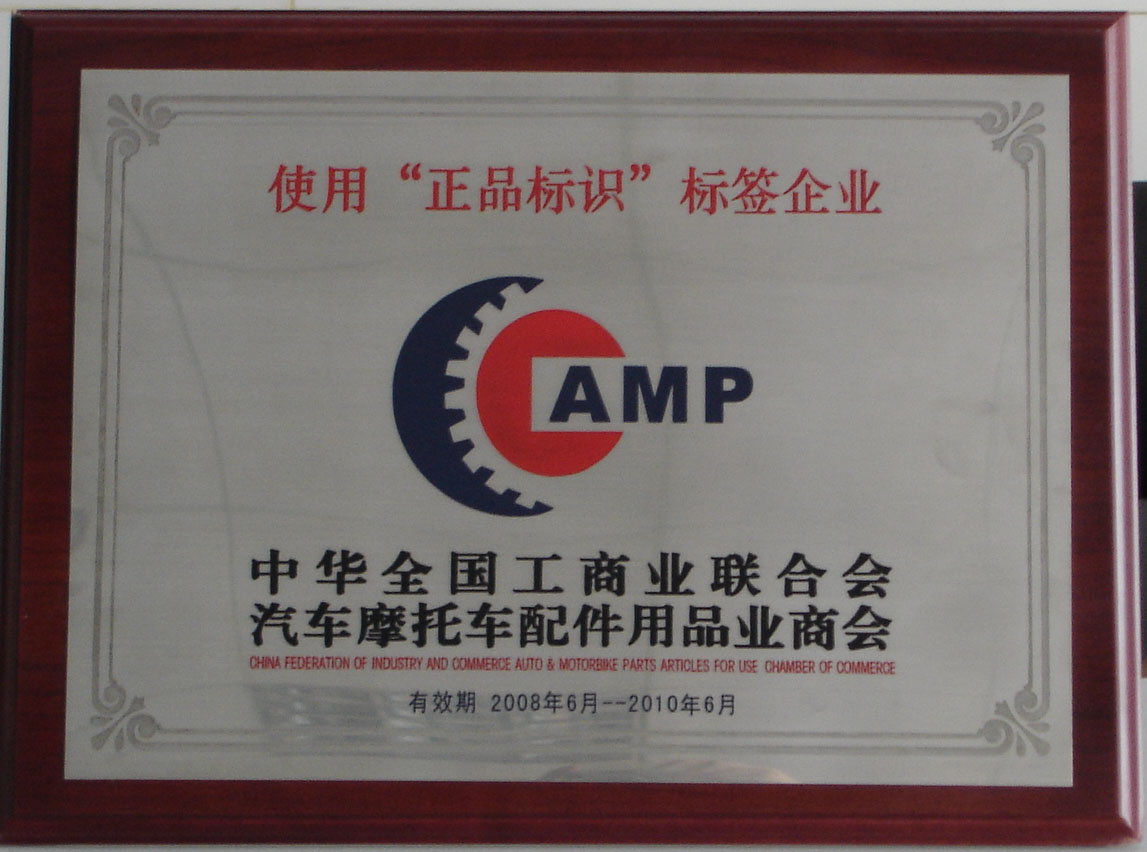 使用“正品标识”标签企业
AMP
中华全国工商业联合会
汽车摩托车配件用品业商会
CHINA FEDERATION OF INDUSTRY AND COMMERCE AUTO & MOTORBIKE PARTS ARTICLES FOR USE CHAMBER OF COMMERCE
有效期 2008年6月--2010年6月